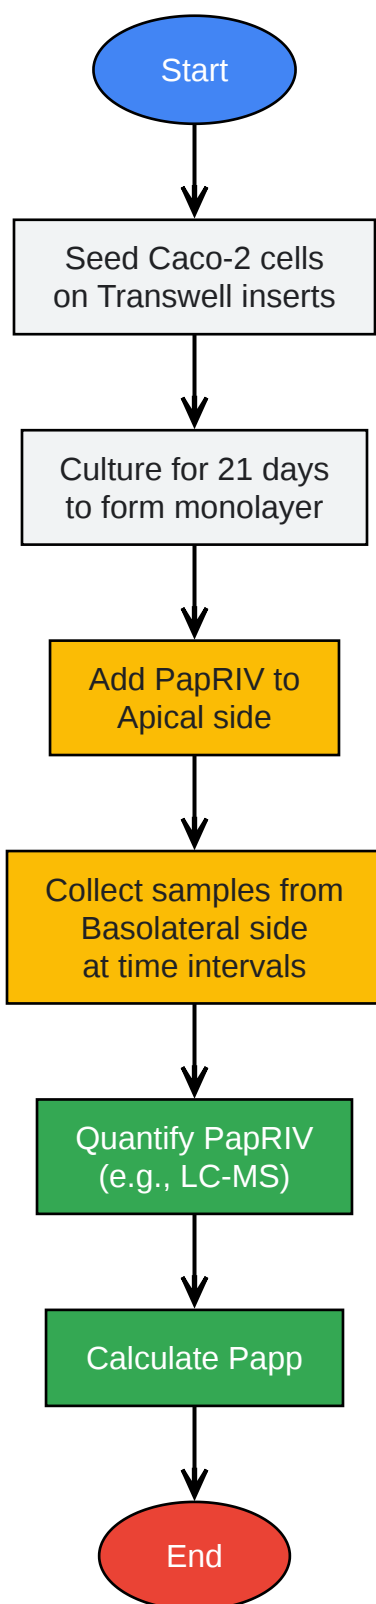 Start
Seed Caco-2 cells
on Transwell inserts
Culture for 21 days
to form monolayer
Add PapRIV to
Apical side
Collect samples from
Basolateral side
at time intervals
Quantify PapRIV
(e.g., LC-MS)
Calculate Papp
End